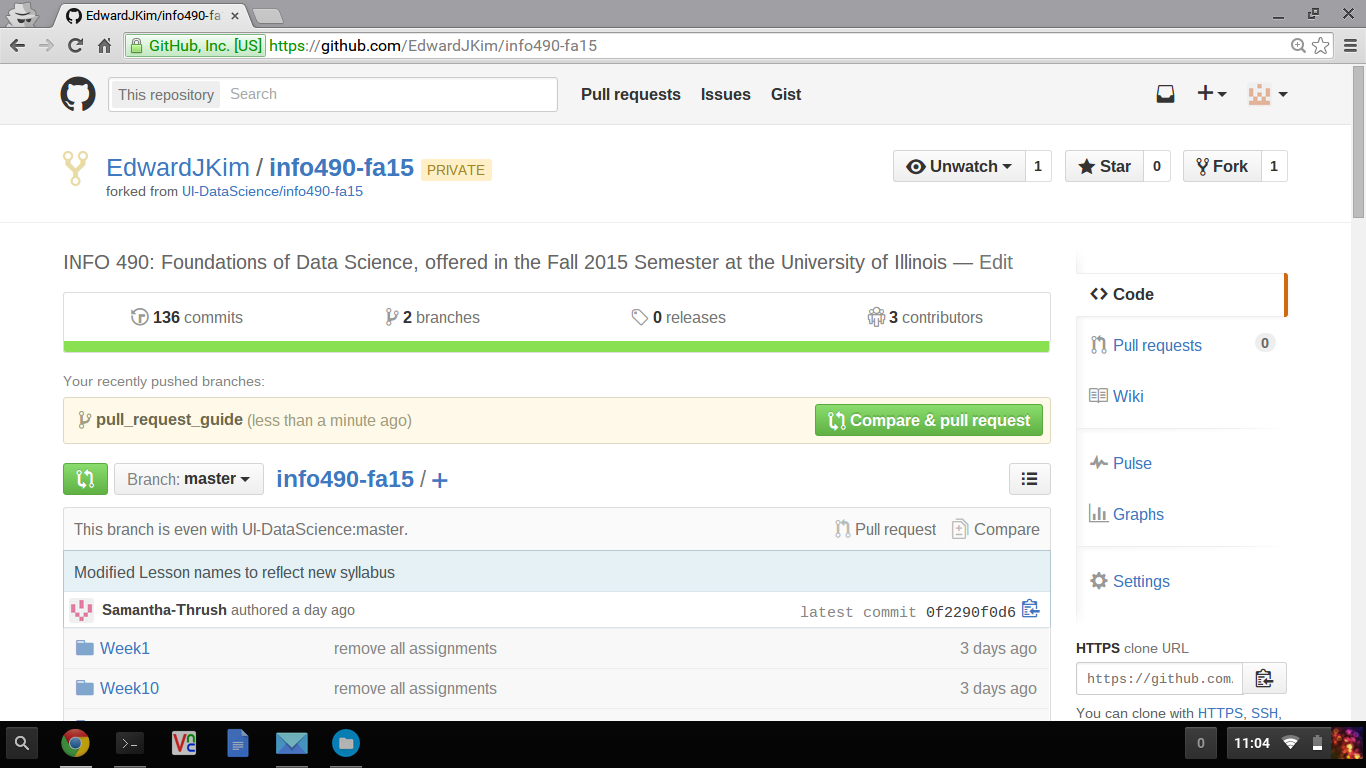 EdwardJKim/info490-fa
GitHub, Inc. [US] https://github.com/EdwardJKim/info490-fa15
This repository Search Pull requests Issues Gist
EdwardJKim / info490-fa15 PRIVATE
Unwatch 1 Star 0 Fork 1
forked from UI-DataScience/info490-fa15
INFO 490: Foundations of Data Science, offered in the Fall 2015 Semester at the University of Illinois — Edit
136 commits 2 branches 0 releases 3 contributors
Your recently pushed branches:
pull_request_guide (less than a minute ago) Compare & pull request
Branch: master info490-fa15 / +
This branch is even with UI-DataScience:master. Pull request Compare
Modified Lesson names to reflect new syllabus
Samantha-Thrush authored a day ago latest commit 0f2290f0d6
Week1 remove all assignments 3 days ago
Week10 remove all assignments 3 days ago
Code
Pull requests 0
Wiki
Pulse
Graphs
Settings
HTTPS clone URL
https://github.com
You can clone with HTTPS, SSH,
VNC
0 11:04